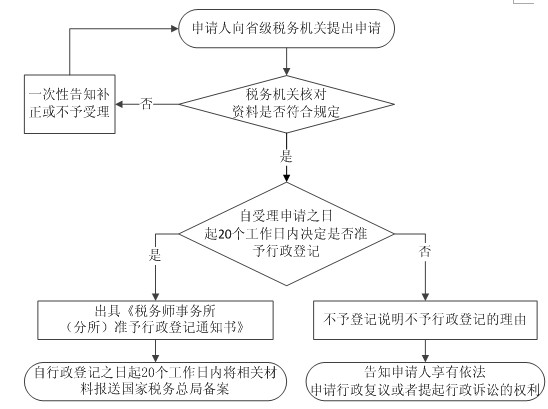 申请人向省级税务机关提出申请
一次性告知补
正或不予受理
否
税务机关核对
资料是否符合规定
是
自受理申请之日
起20个工作日内决定是否准
予行政登记
是
否
出具《税务师事务所
（分所）准予行政登记通知书》
不予登记说明不予行政登记的理由
自行政登记之日起20个工作日内将相关材
料报送国家税务总局备案
告知申请人享有依法
申请行政复议或者提起行政诉讼的权利